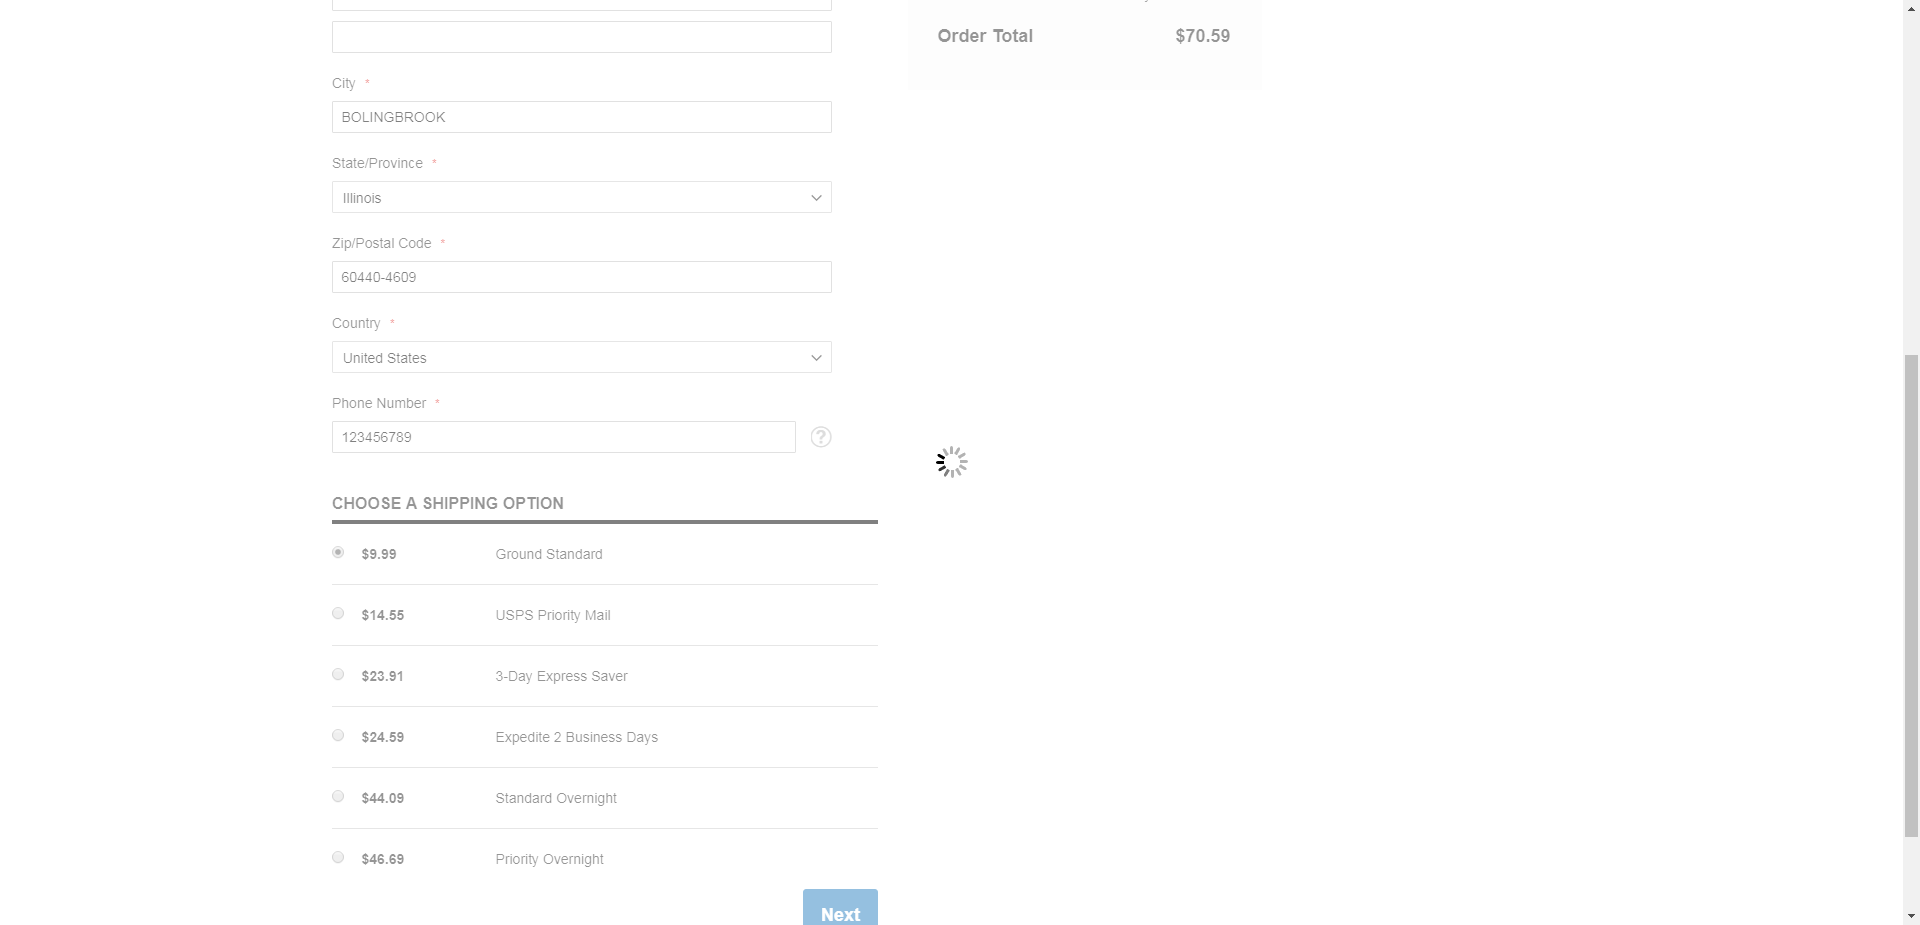 Order Total $70.59
City *
BOLINGBROOK
State/Province *
Illinois
Zip/Postal Code *
60440-4609
Country *
United States
Phone Number *
123456789
?
CHOOSE A SHIPPING OPTION
$9.99 Ground Standard
$14.55 USPS Priority Mail
$23.91 3-Day Express Saver
$24.59 Expedite 2 Business Days
$44.09 Standard Overnight
$46.69 Priority Overnight
Next